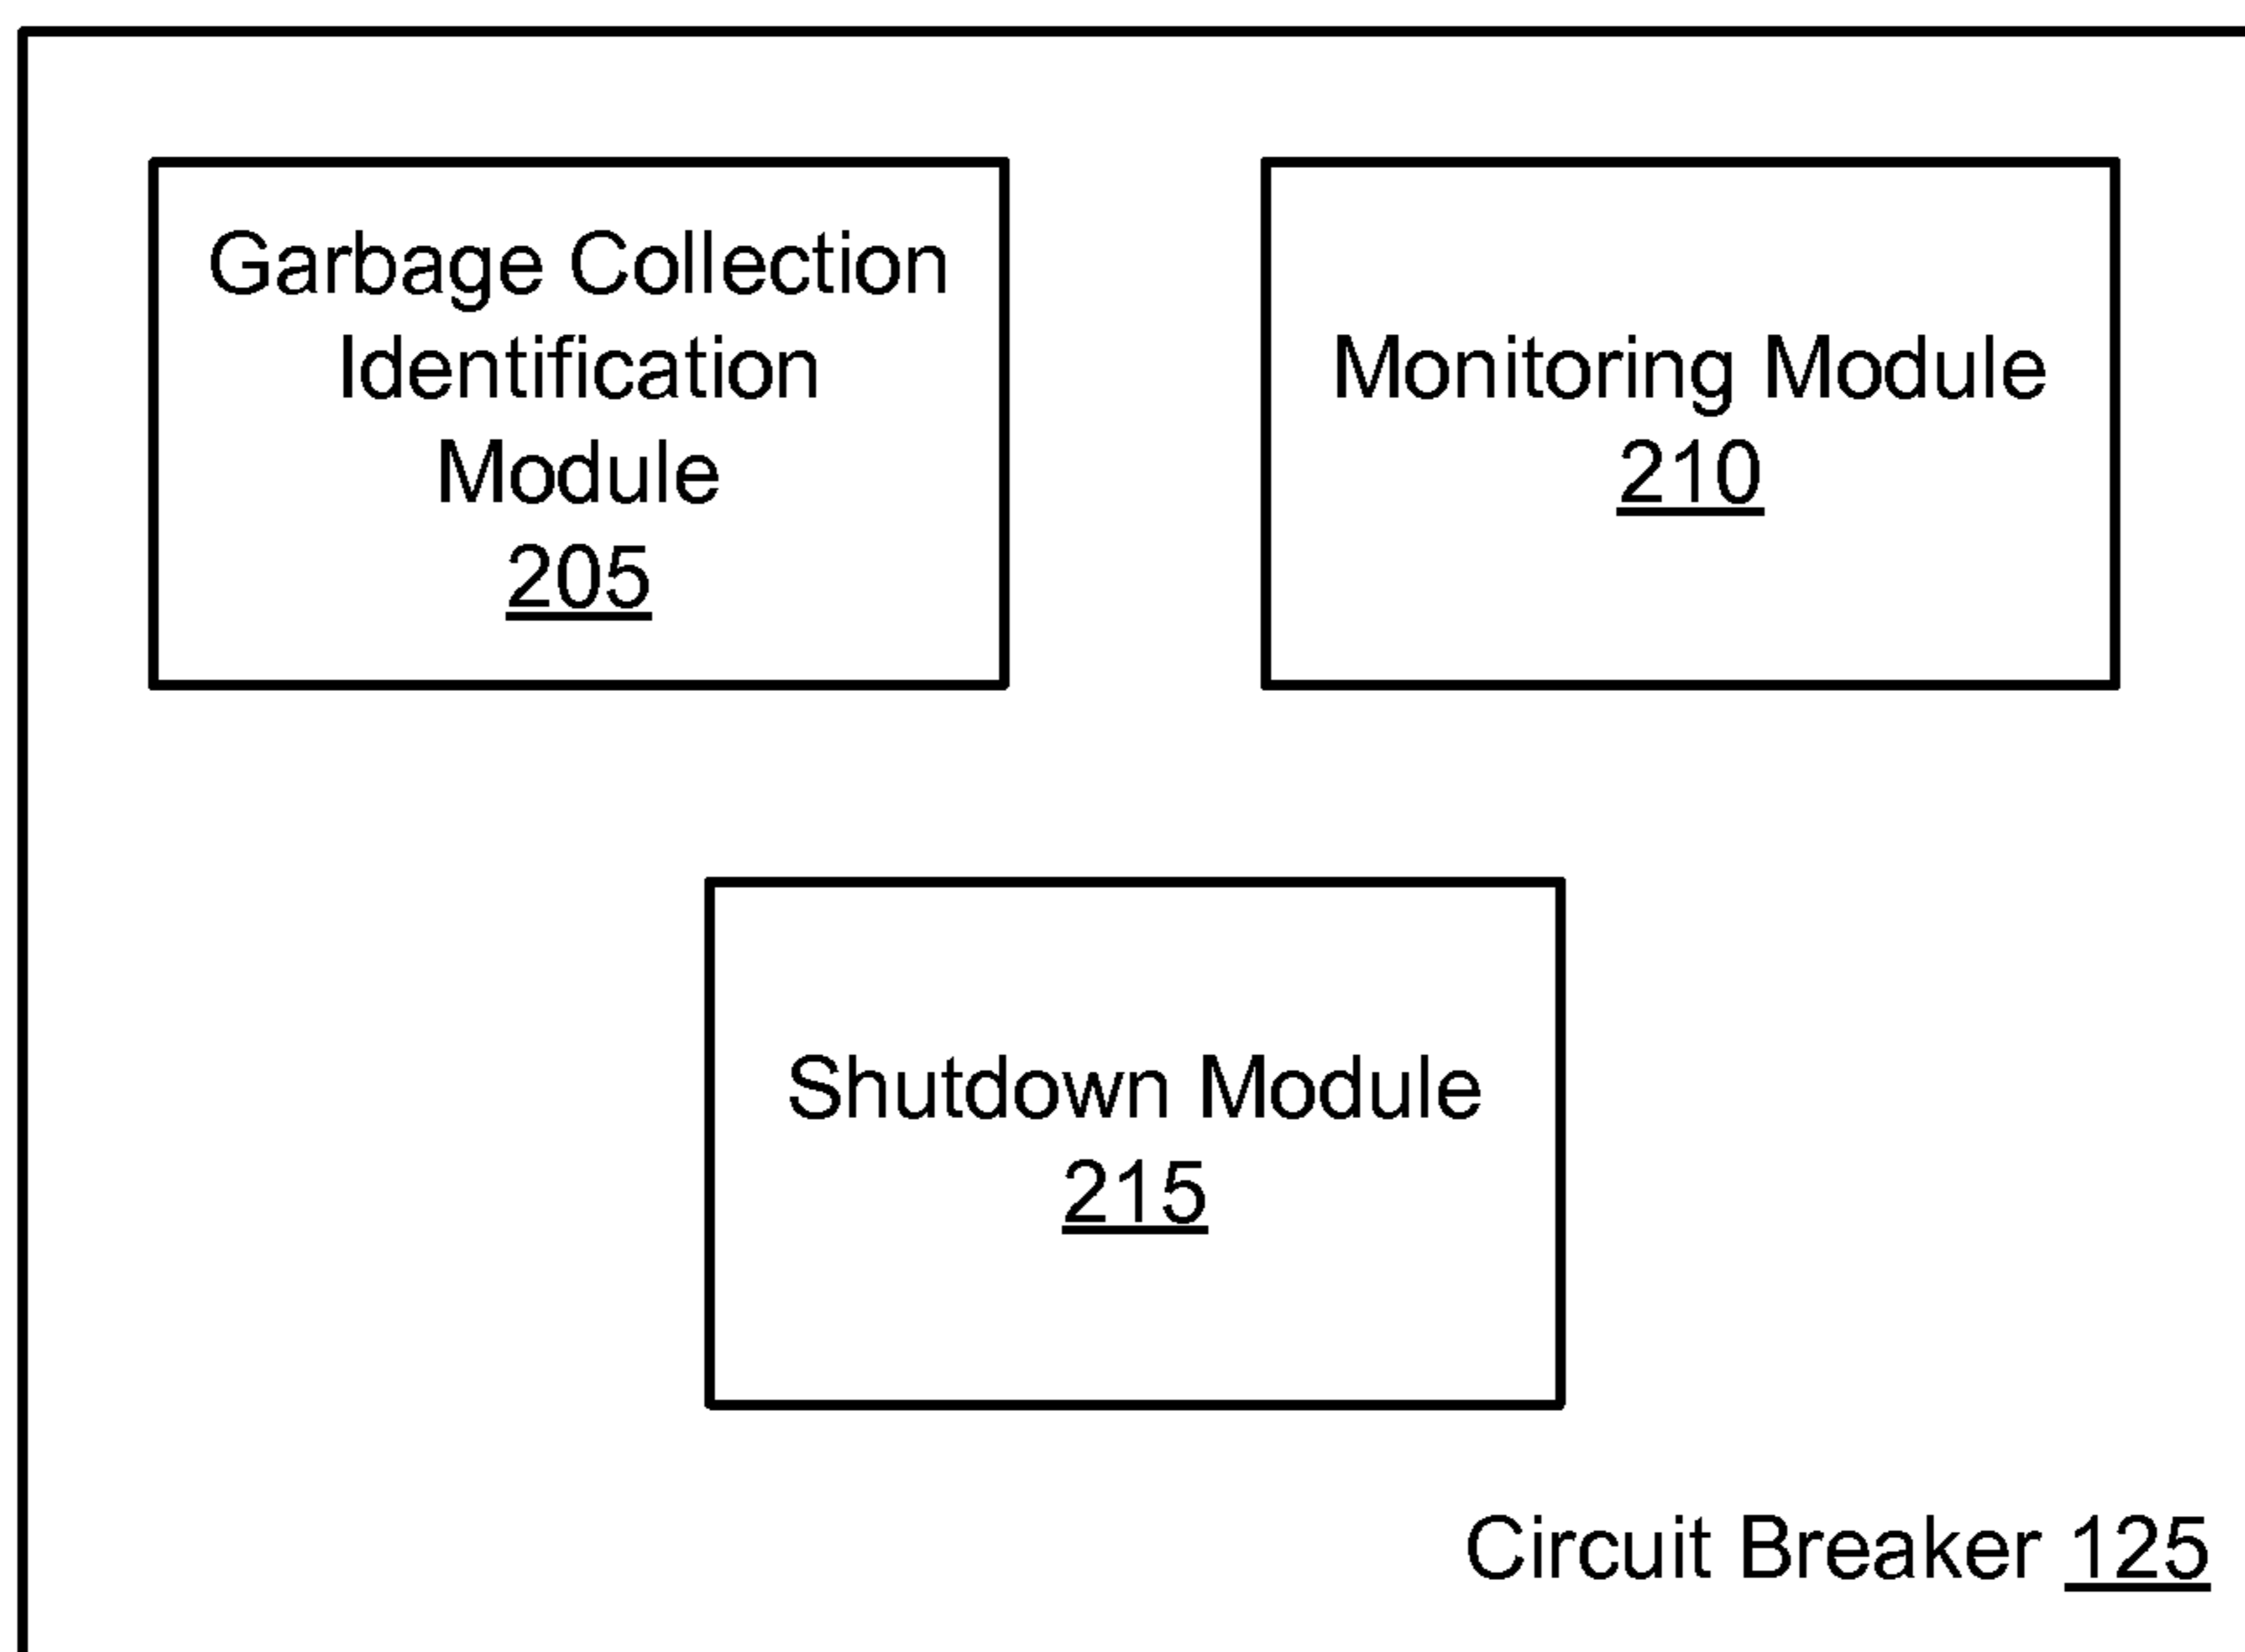 Garbage Collection
Identification
Module
205
Monitoring Module
210
Shutdown Module
215
Circuit Breaker 125